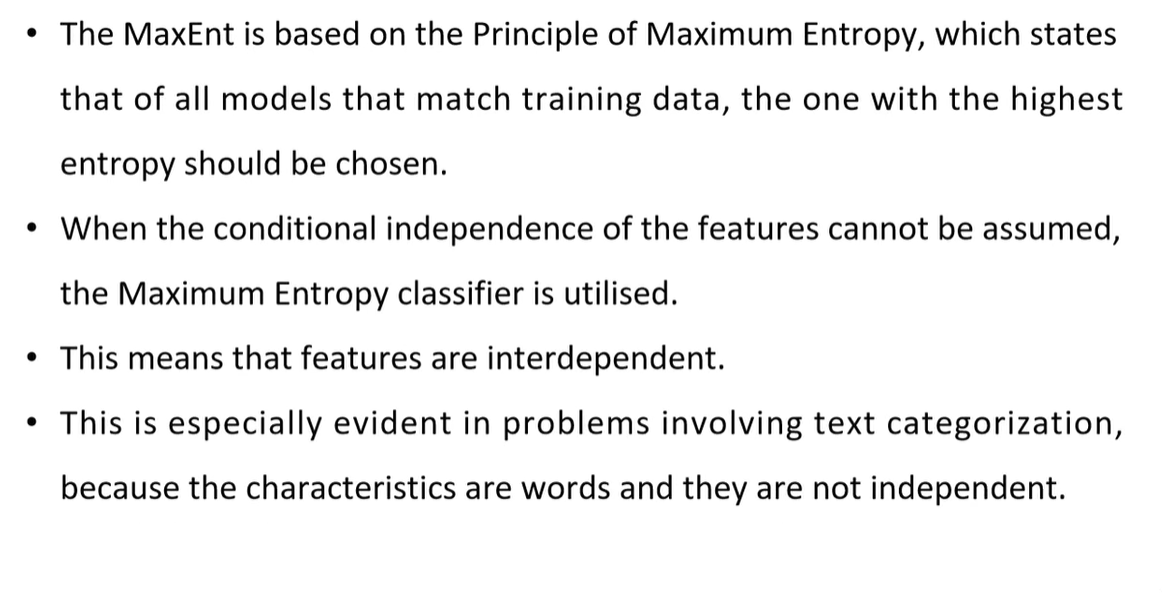 • The MaxEnt is based on the Principle of Maximum Entropy, which states
that of all models that match training data, the one with the highest
entropy should be chosen.
• When the conditional independence of the features cannot be assumed,
the Maximum Entropy classifier is utilised.
• This means that features are interdependent.
• This is especially evident in problems involving text categorization,
because the characteristics are words and they are not independent.